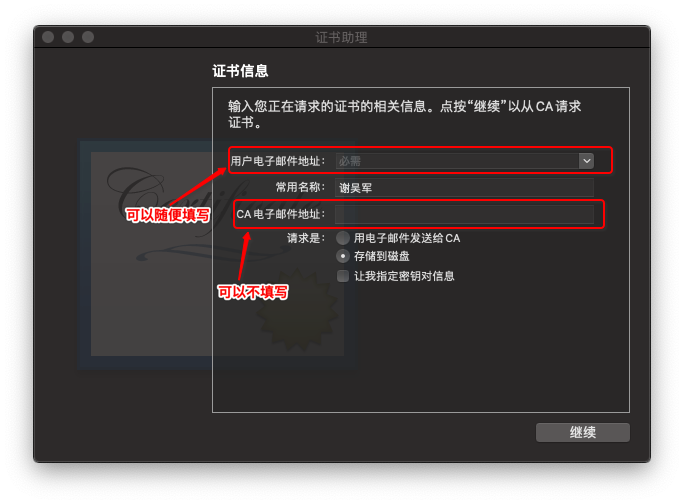 证书助理
证书信息
输入您正在请求的证书的相关信息。点按“继续”以从 CA 请求
证书。
用户电子邮件地址： 必需
常用名称： 谢吴军
可以随便填写
CA 电子邮件地址：
请求是： 用电子邮件发送给 CA
存储到磁盘
让我指定密钥对信息
可以不填写
继续